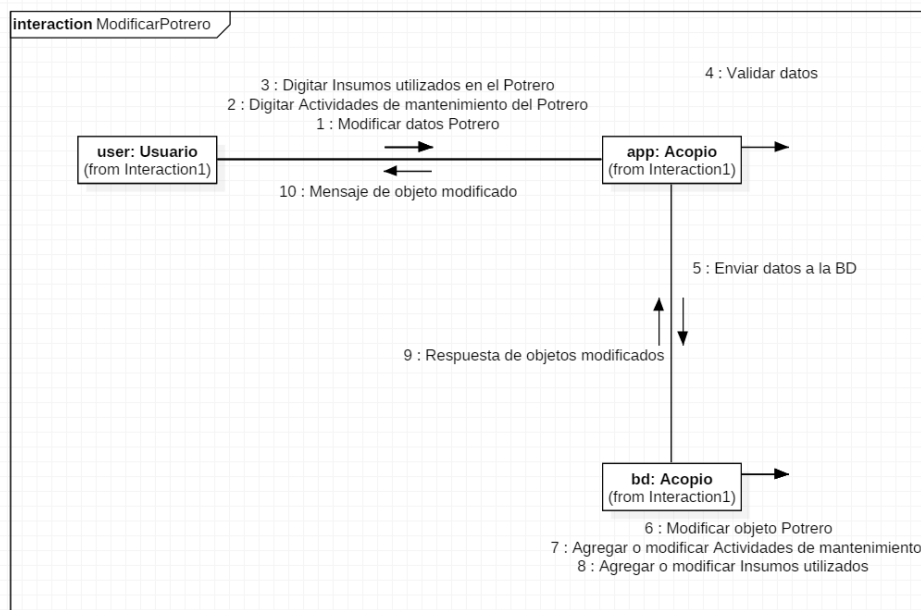 interaction ModificarPotrero
4 : Validar datos
3 : Digitar Insumos utilizados en el Potrero
2 : Digitar Actividades de mantenimiento del Potrero
1 : Modificar datos Potrero
user: Usuario
(from Interaction1)
app: Acopio
(from Interaction1)
10 : Mensaje de objeto modificado
5 : Enviar datos a la BD
9 : Respuesta de objetos modificados
bd: Acopio
(from Interaction1)
6 : Modificar objeto Potrero
7 : Agregar o modificar Actividades de mantenimiento
8 : Agregar o modificar Insumos utilizados